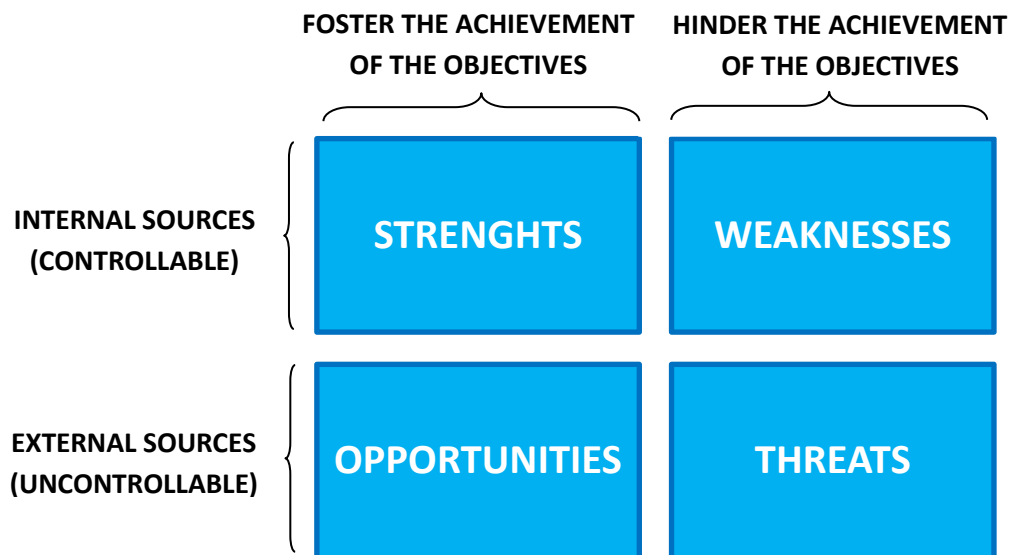 FOSTER THE ACHIEVEMENT
OF THE OBJECTIVES
HINDER THE ACHIEVEMENT
OF THE OBJECTIVES
INTERNAL SOURCES
(CONTROLLABLE)
STRENGHTS
WEAKNESSES
EXTERNAL SOURCES
(UNCONTROLLABLE)
OPPORTUNITIES
THREATS